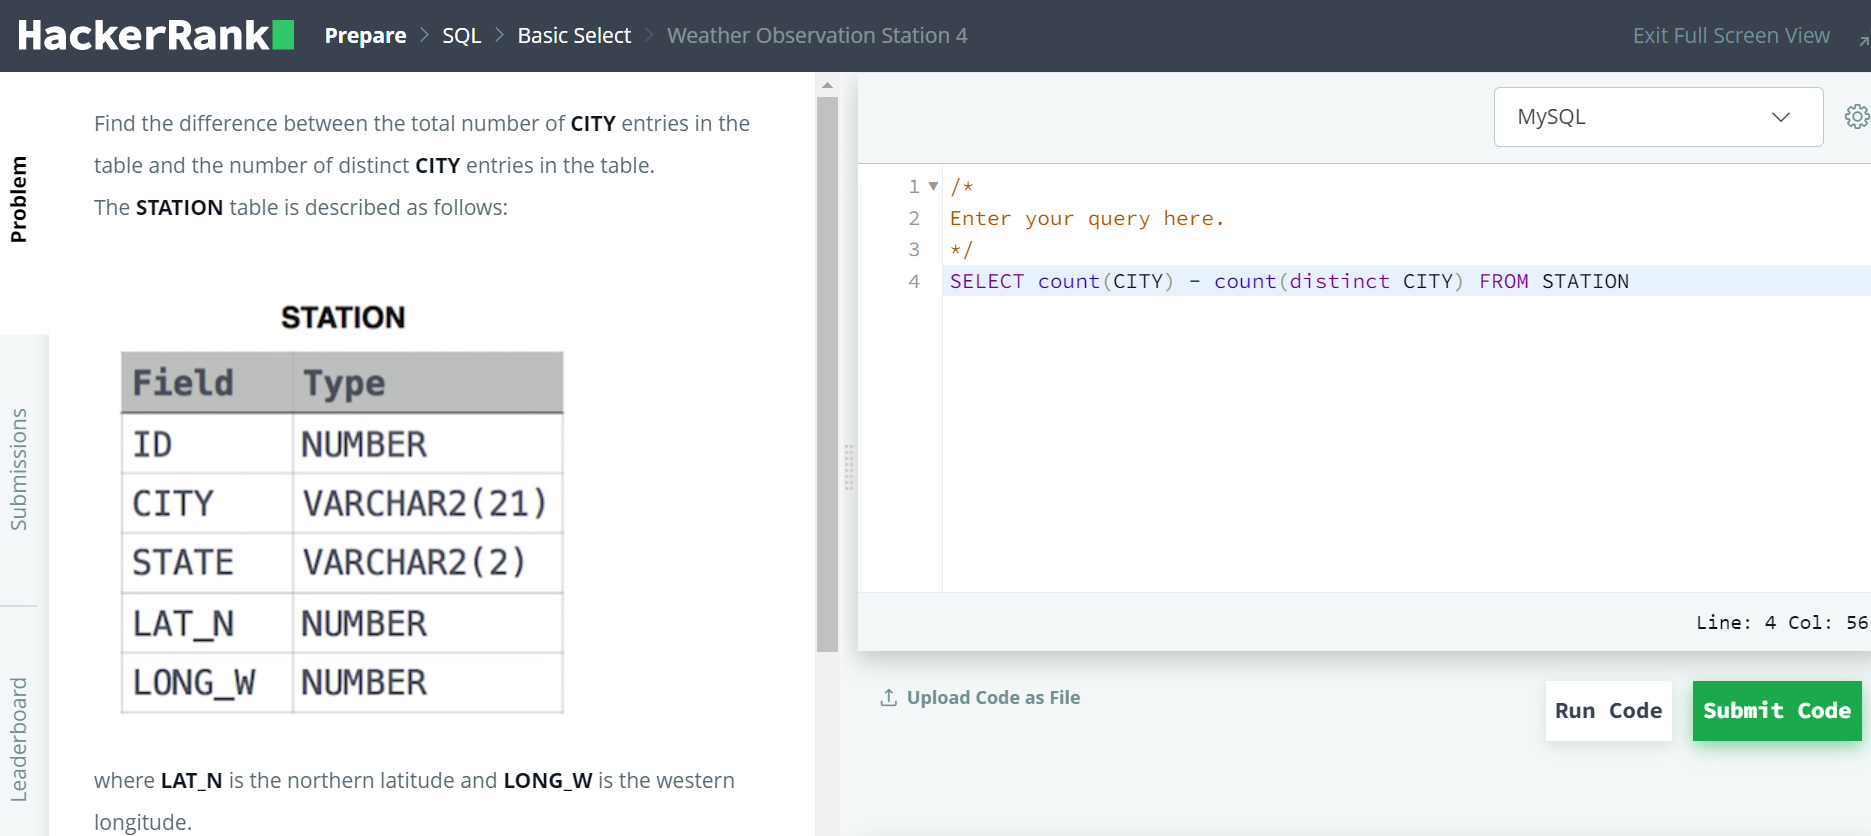 HackerRank
Prepare > SQL > Basic Select > Weather Observation Station 4
Exit Full Screen View
Problem
Submissions
Leaderboard
Find the difference between the total number of CITY entries in the
table and the number of distinct CITY entries in the table.
The STATION table is described as follows:
STATION
Field Type
ID NUMBER
CITY VARCHAR2(21)
STATE VARCHAR2(2)
LAT_N NUMBER
LONG_W NUMBER
where LAT_N is the northern latitude and LONG_W is the western
longitude.
MySQL
1 /*
2 Enter your query here.
3 */
4 SELECT count(CITY) - count(distinct CITY) FROM STATION
Line: 4 Col: 56
Upload Code as File
Run Code
Submit Code